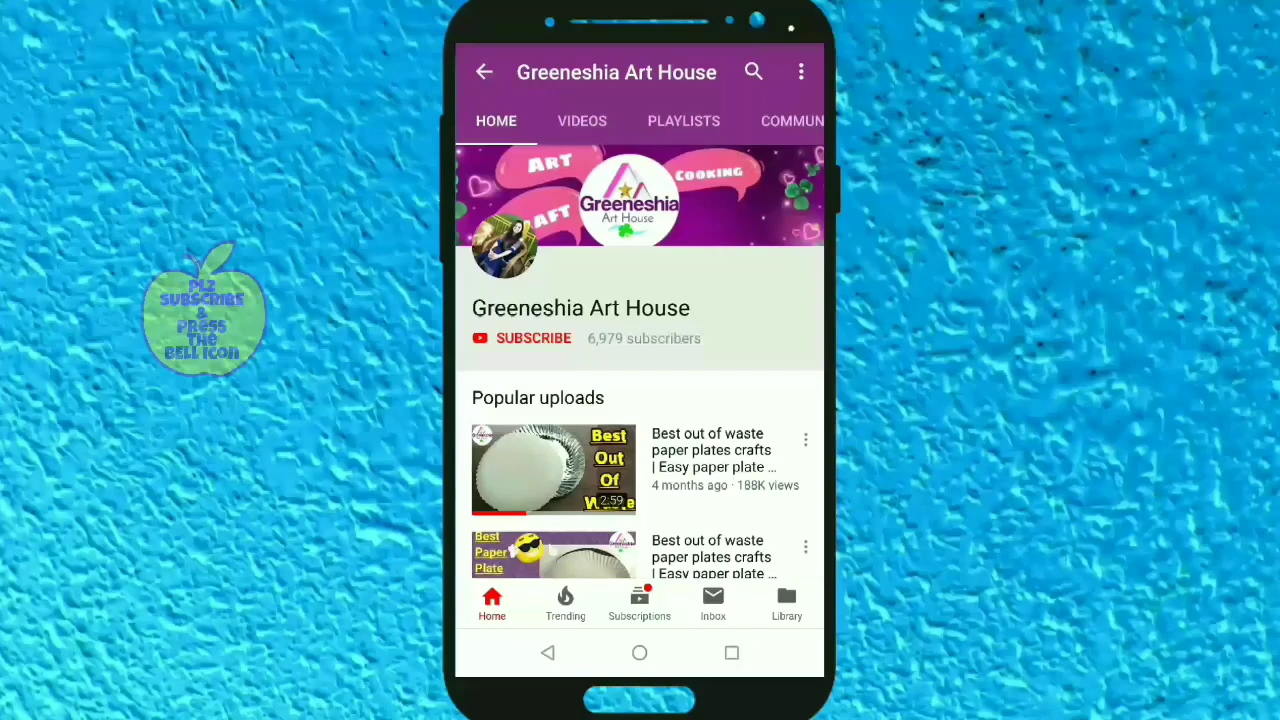 Greeneshia Art House
HOME VIDEOS PLAYLISTS COMMUN
ART
COOKING
AFT
Greeneshia
Art House
Greeneshia Art House
SUBSCRIBE 6,979 subscribers
Popular uploads
Best
Out
Of
Waste
2:59
Best out of waste
paper plates crafts
| Easy paper plate ...
4 months ago · 188K views
Best
Paper
Plate
Best out of waste
paper plates crafts
| Easy paper plate ...
Home Trending Subscriptions Inbox Library
PLZ
SUBSCRIBE
&
PRESS
THE
BELL ICON